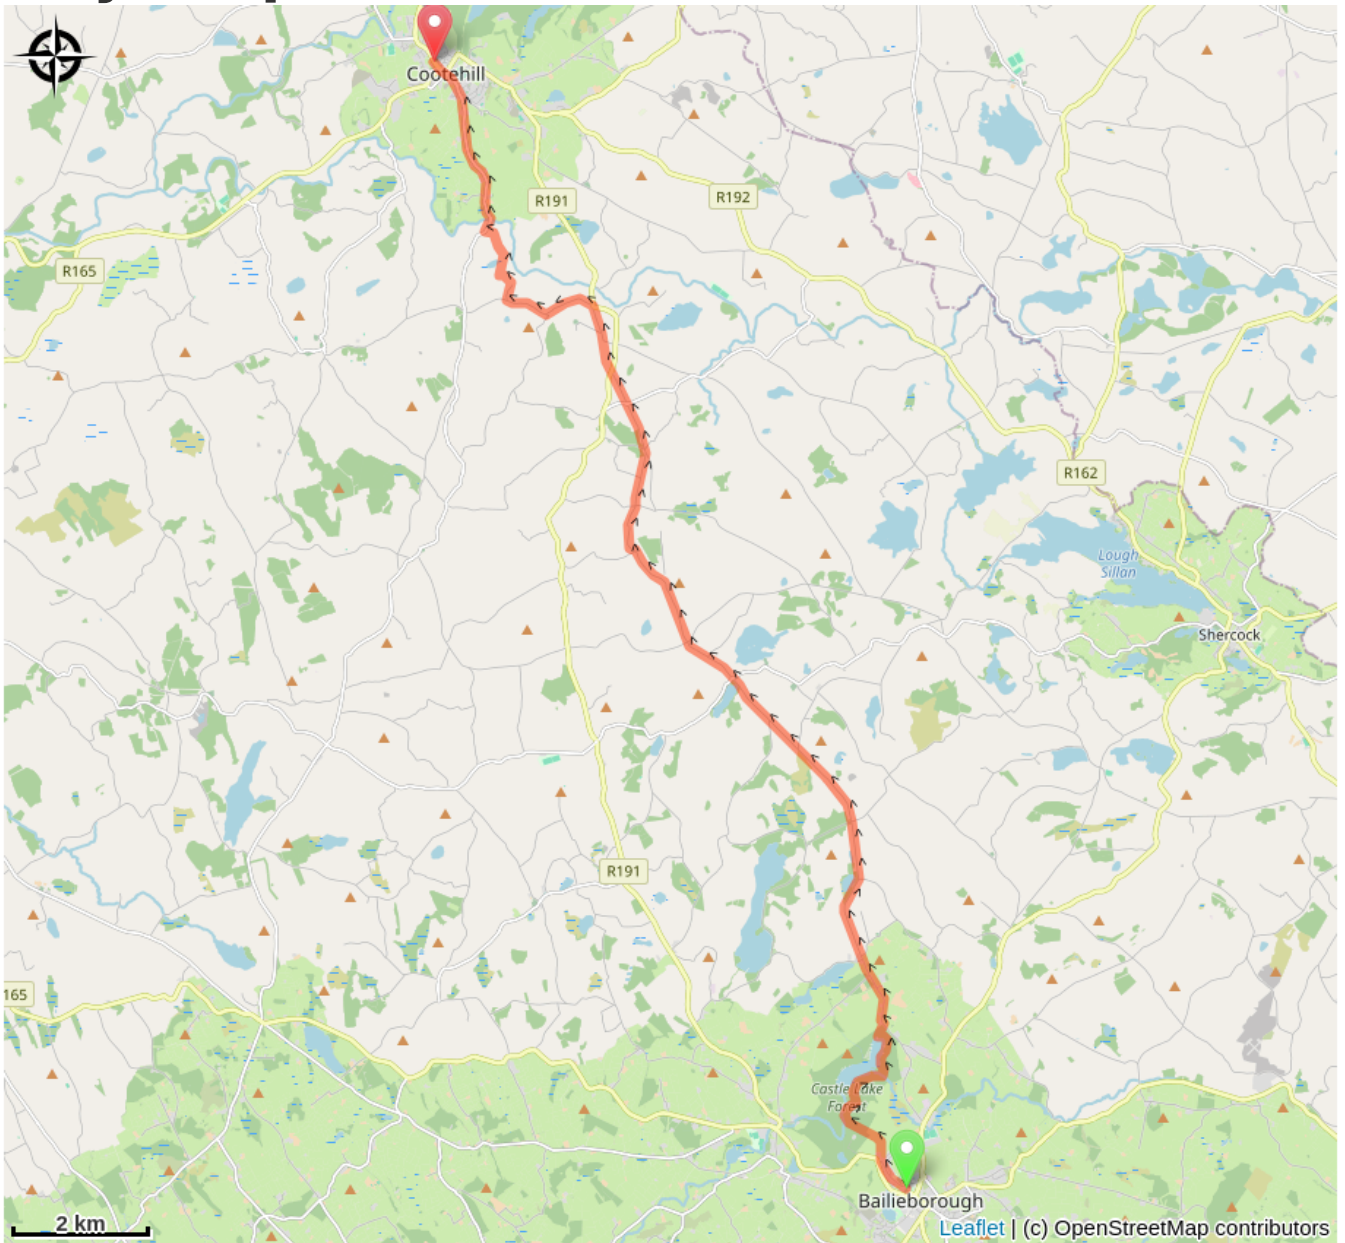 Cootehill
R191
R192
R165
R162
Lough
Sillan
Shercock
R191
165
Castle Lake
Forest
Bailieborough
2 km
Leaflet | (c) OpenStreetMap contributors